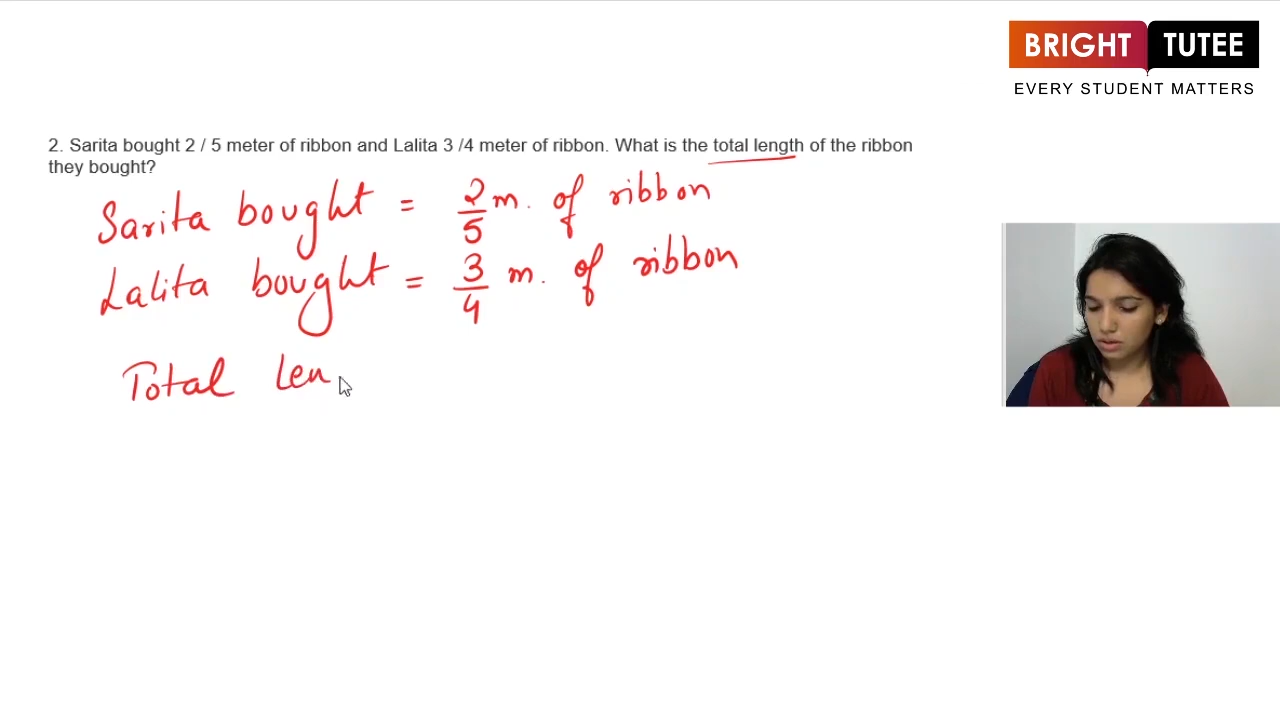 BRIGHT TUTEE
EVERY STUDENT MATTERS
2. Sarita bought 2 / 5 meter of ribbon and Lalita 3 /4 meter of ribbon. What is the total length of the ribbon
they bought?
Sarita bought = 2/5 m. of ribbon
Lalita bought = 3/4 m. of ribbon
Total Len